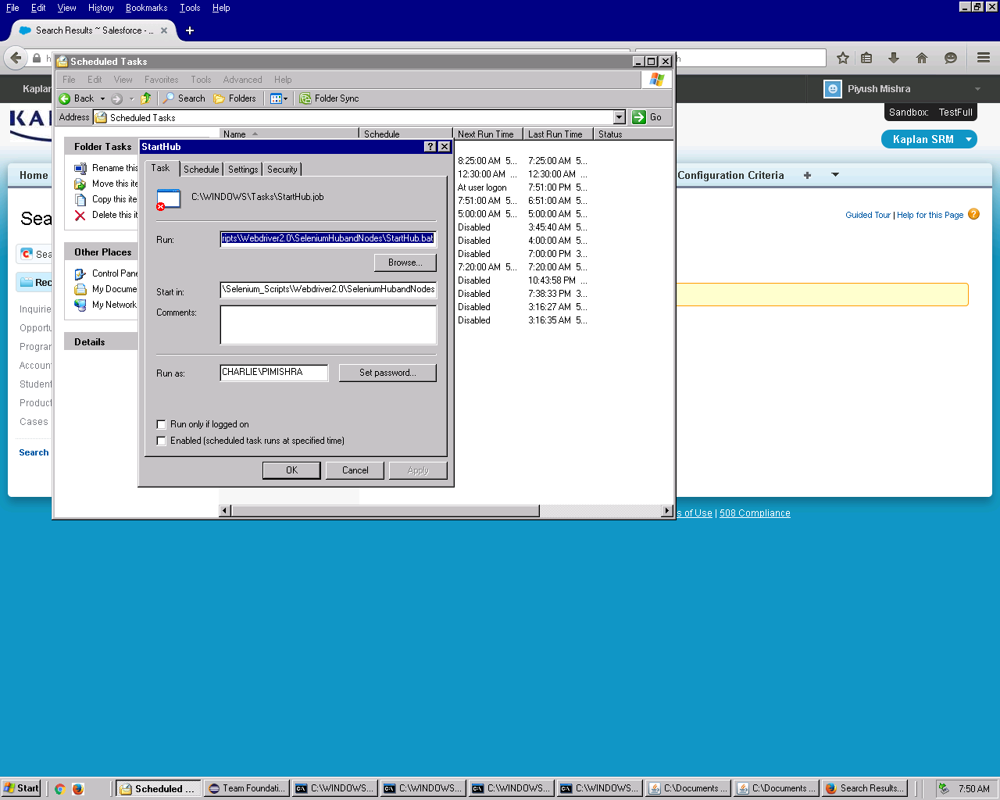 File Edit View History Bookmarks Tools Help
Search Results ~ Salesforce - ...
Scheduled Tasks
File Edit View Favorites Tools Advanced Help
Back Search Folders Folder Sync
Address Scheduled Tasks Go
Name Schedule Next Run Time Last Run Time Status
Kaplan
Piyush Mishra
Sandbox: TestFull
Kaplan SRM
Home
Configuration Criteria
Guided Tour | Help for this Page
Folder Tasks
Rename this
Move this ite
Copy this ite
Delete this it
Other Places
Control Pane
My Docume
My Network
Details
Sea
Sea
Rec
Inquiries
Opportu
Program
Account
Student
Product
Cases
Search
StartHub
Task Schedule Settings Security
C:\WINDOWS\Tasks\StartHub.job
Run: ripts\Webdriver2.0\SeleniumHubandNodes\StartHub.bat
Browse...
Start in: \Selenium_Scripts\Webdriver2.0\SeleniumHubandNodes
Comments:
Run as: CHARLIE\PIMISHRA Set password...
Run only if logged on
Enabled (scheduled task runs at specified time)
OK Cancel Apply
8:25:00 AM 5... 7:25:00 AM 5...
12:30:00 AM ... 12:30:00 AM ...
At user logon 7:51:00 PM 5...
7:51:00 AM 5... 6:51:00 AM 5...
5:00:00 AM 5... 5:00:00 AM 5...
Disabled 3:45:40 AM 5...
Disabled 4:00:00 AM 5...
Disabled 7:00:00 PM 3...
7:20:00 AM 5... 7:20:00 AM 5...
Disabled 10:43:58 PM ...
Disabled 7:38:33 PM 3...
Disabled 3:16:27 AM 5...
Disabled 3:16:35 AM 5...
s of Use | 508 Compliance
Start Scheduled ... Team Foundati... C:\WINDOWS... C:\WINDOWS... C:\WINDOWS... C:\WINDOWS... C:\Documents ... C:\Documents ... Search Results... 7:50 AM